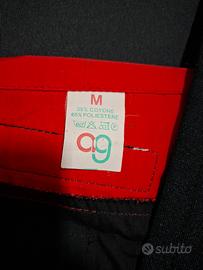 M
35% COTONE
65% POLIESTERE
ag
subito